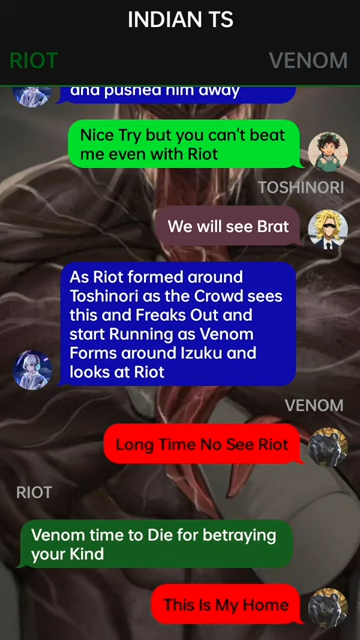 INDIAN TS
RIOT
VENOM
and pushed him away
Nice Try but you can't beat
me even with Riot
TOSHINORI
We will see Brat
As Riot formed around
Toshinori as the Crowd sees
this and Freaks Out and
start Running as Venom
Forms around Izuku and
looks at Riot
VENOM
Long Time No See Riot
RIOT
Venom time to Die for betraying
your Kind
This Is My Home